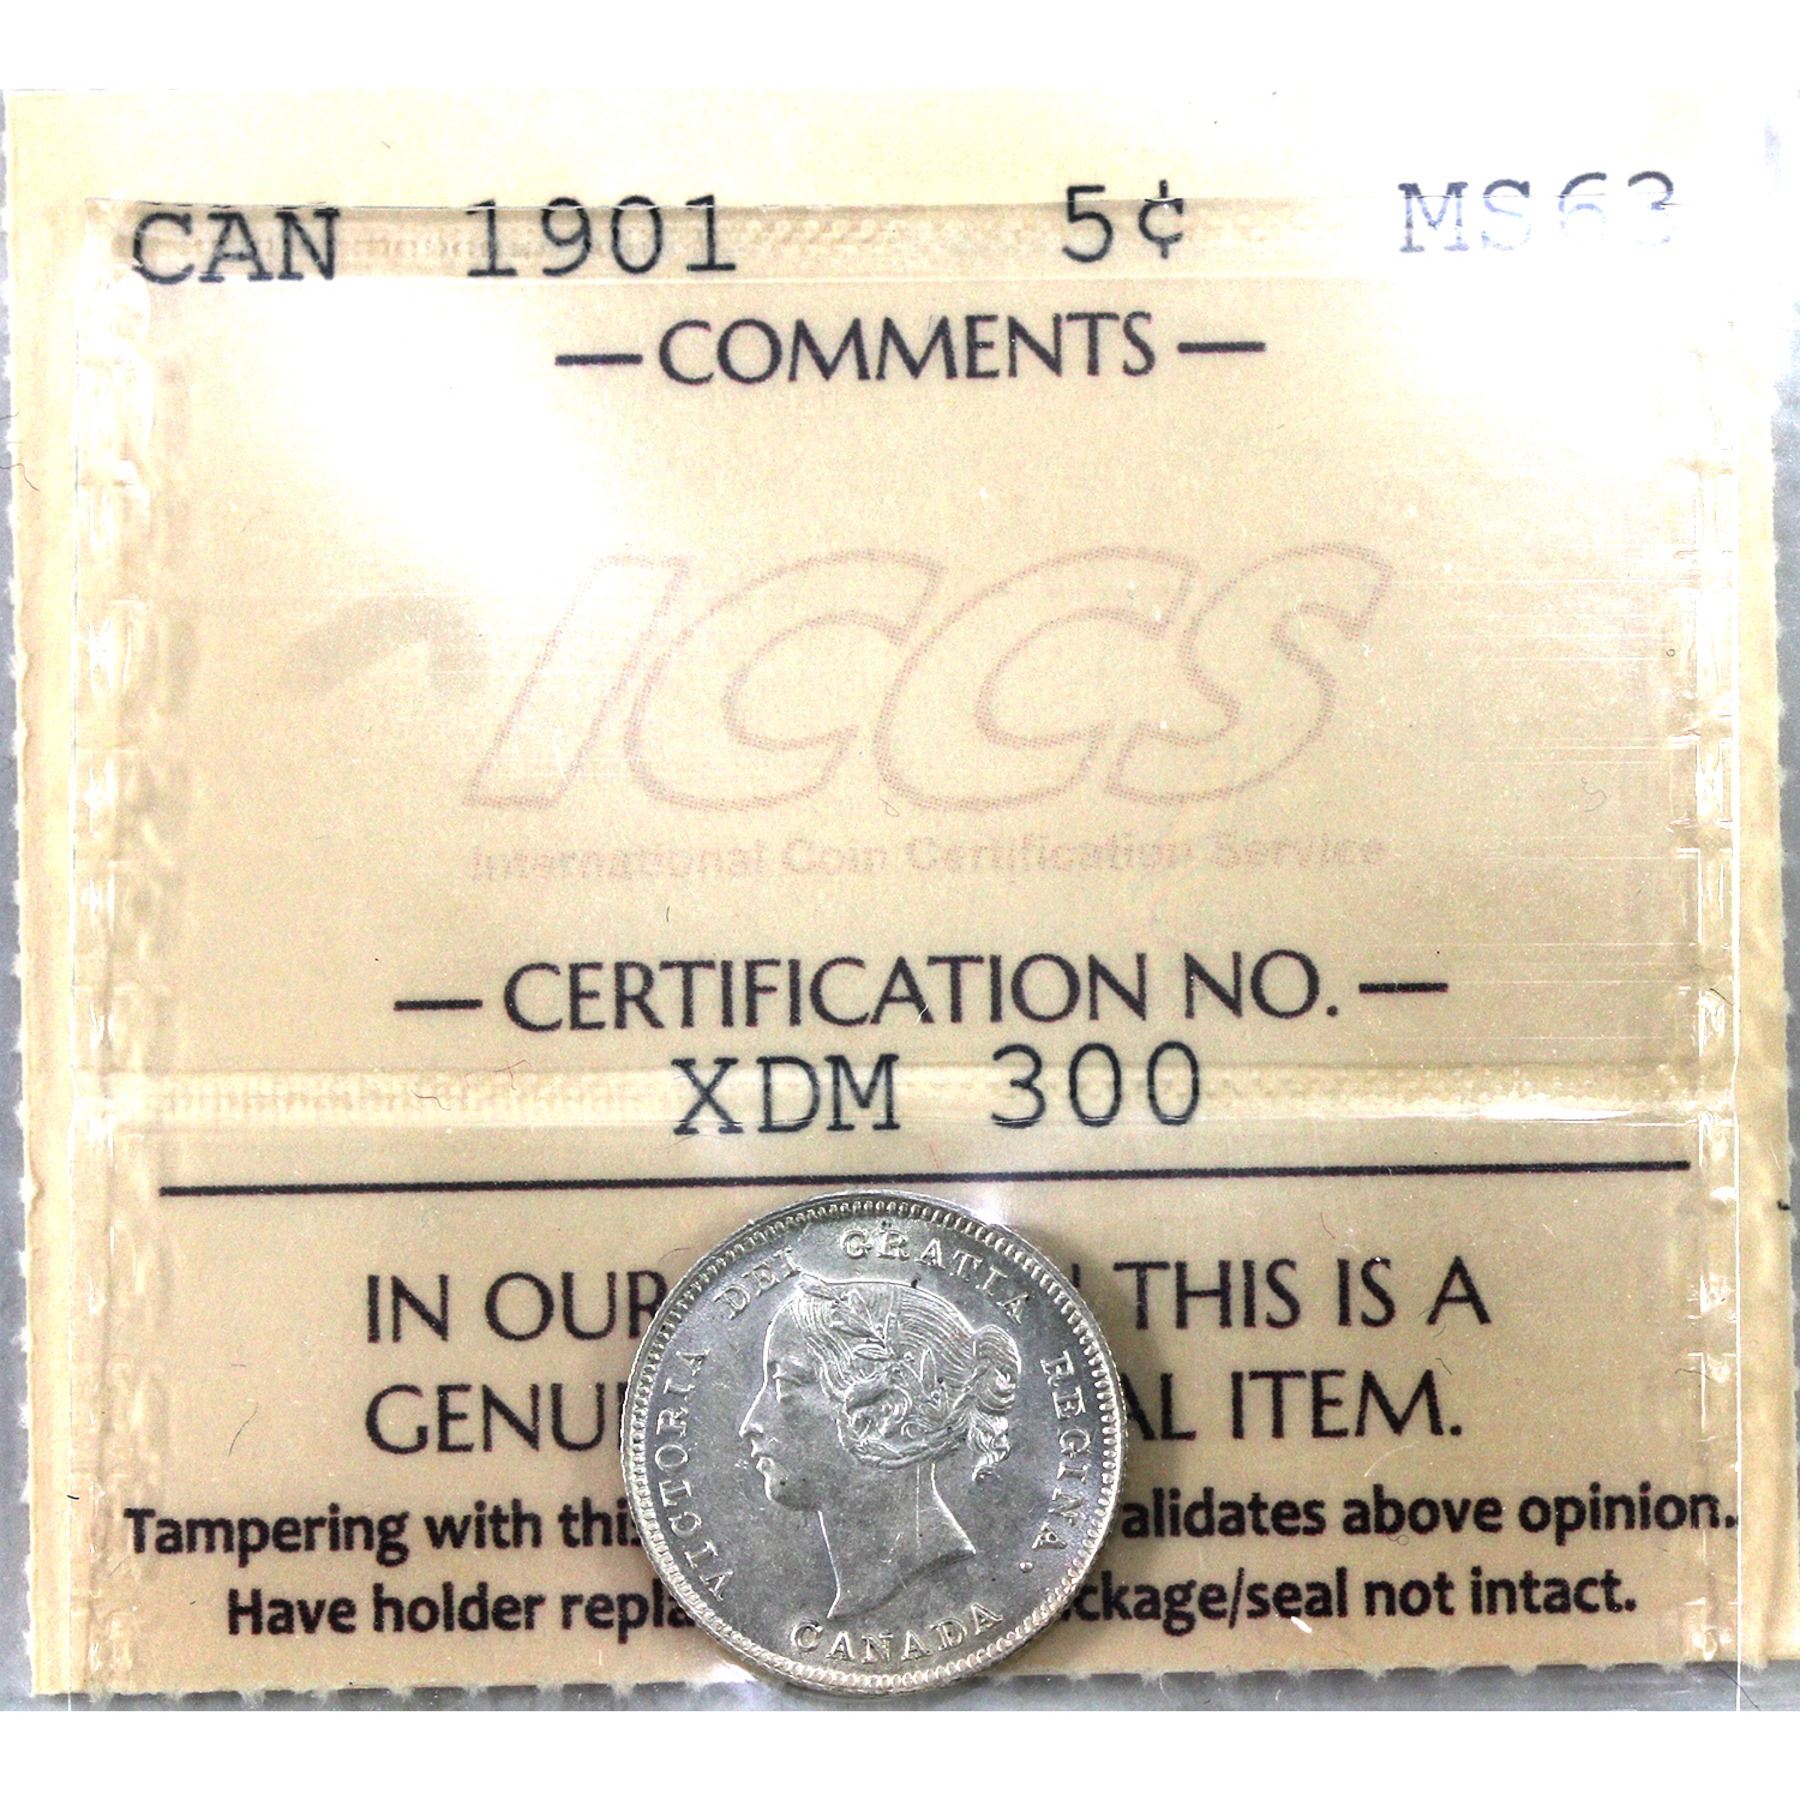 CAN 1901 5¢ MS63
— COMMENTS —
ICCS
International Coin Certification Service
— CERTIFICATION NO. —
XDM 300
IN OUR THIS IS A
GENU AL ITEM.
Tampering with this alidates above opinion.
Have holder repla ckage/seal not intact.
VICTORIA DEI GRATIA REGINA.
CANADA